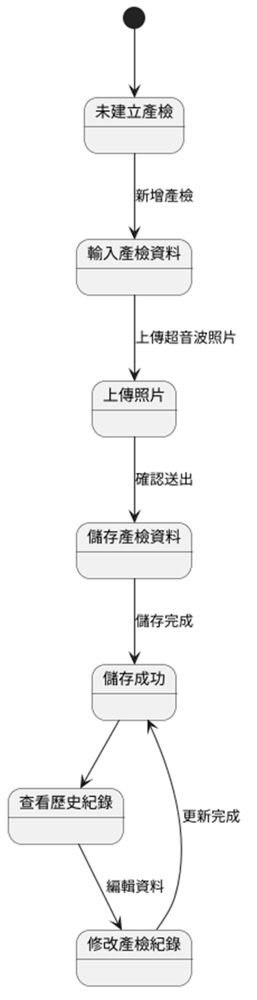 未建立產檢
新增產檢
輸入產檢資料
上傳超音波照片
上傳照片
確認送出
儲存產檢資料
儲存完成
儲存成功
查看歷史紀錄
更新完成
編輯資料
修改產檢紀錄